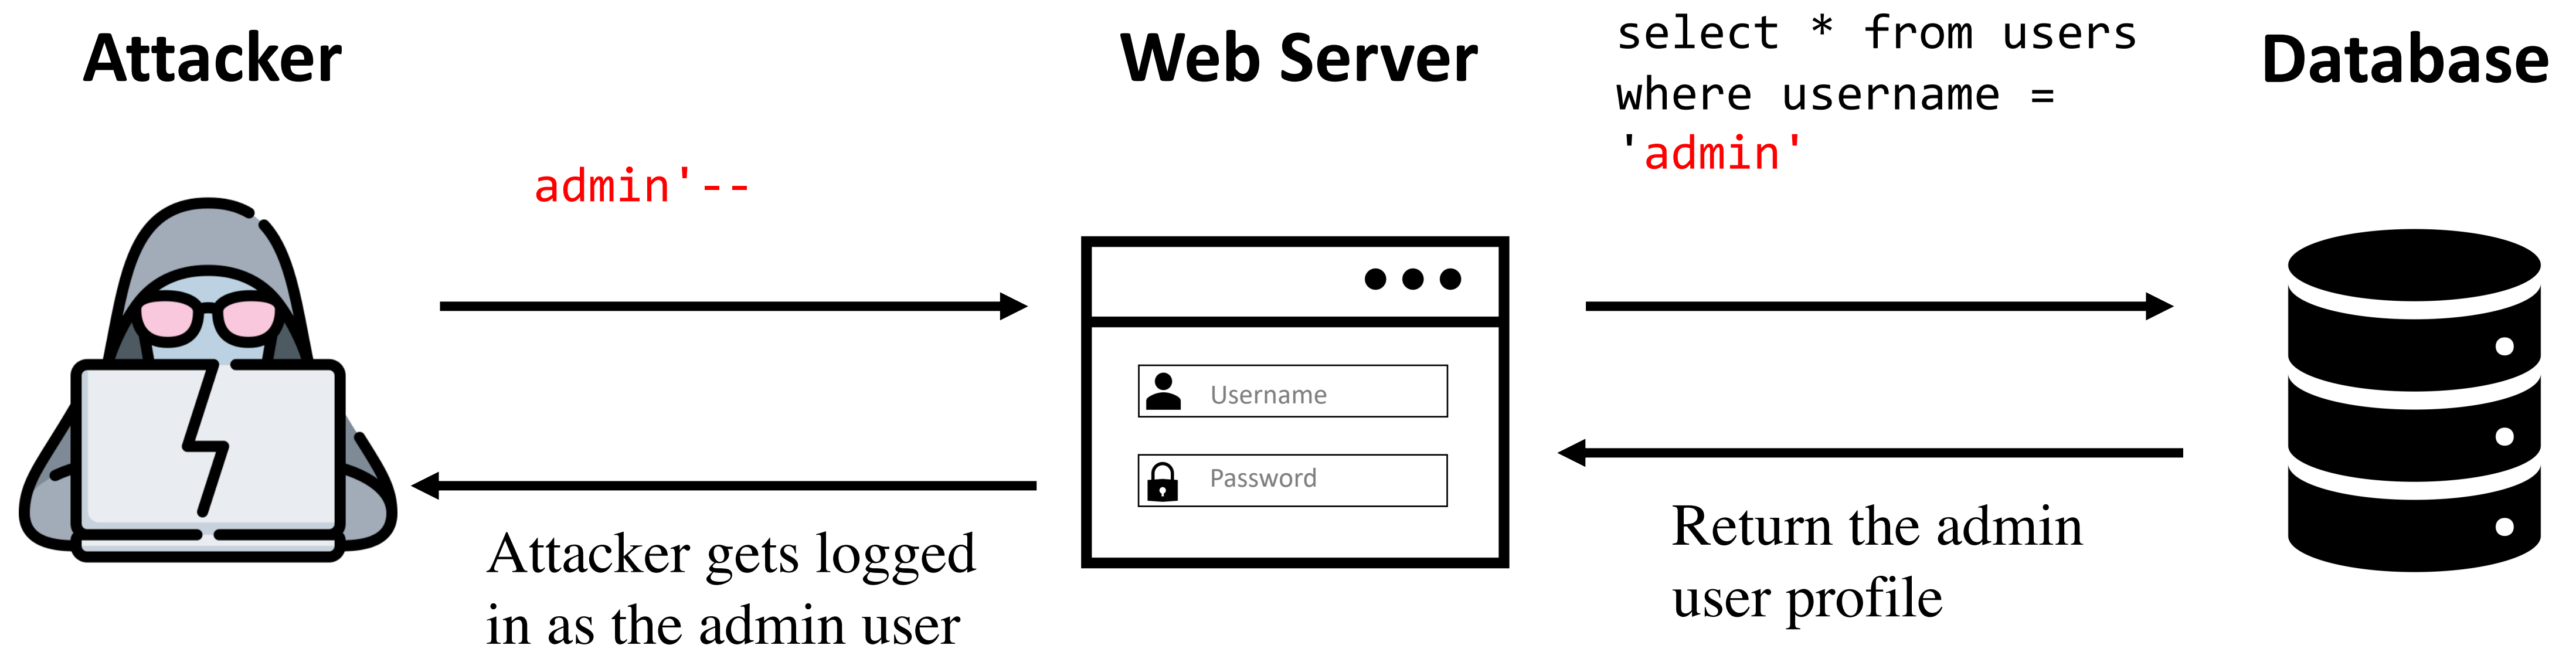 Attacker
Web Server
select * from users
where username =
'admin'
Database
admin'--
Username
Password
Attacker gets logged
in as the admin user
Return the admin
user profile